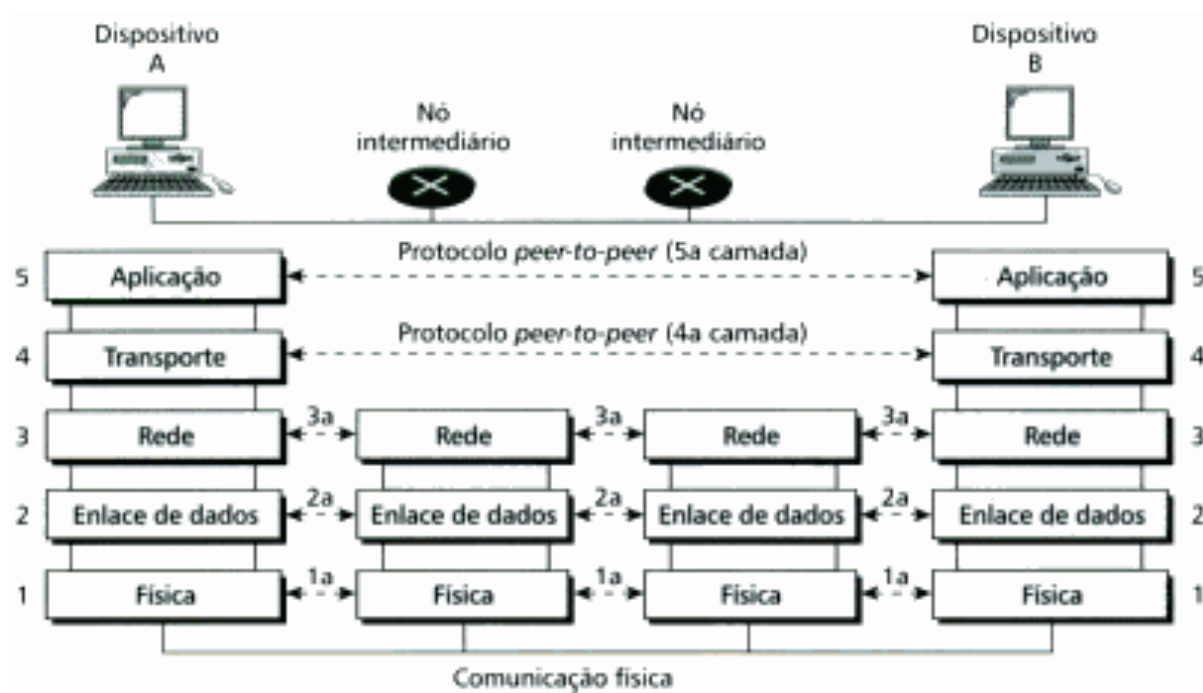 Dispositivo
A
Dispositivo
B
Nó
intermediário
Nó
intermediário
Protocolo peer-to-peer (5a camada)
5 Aplicação Aplicação 5
Protocolo peer-to-peer (4a camada)
4 Transporte Transporte 4
3 Rede 3a Rede 3a Rede 3a Rede 3
2 Enlace de dados 2a Enlace de dados 2a Enlace de dados 2a Enlace de dados 2
1 Física 1a Física 1a Física 1a Física 1
Comunicação física